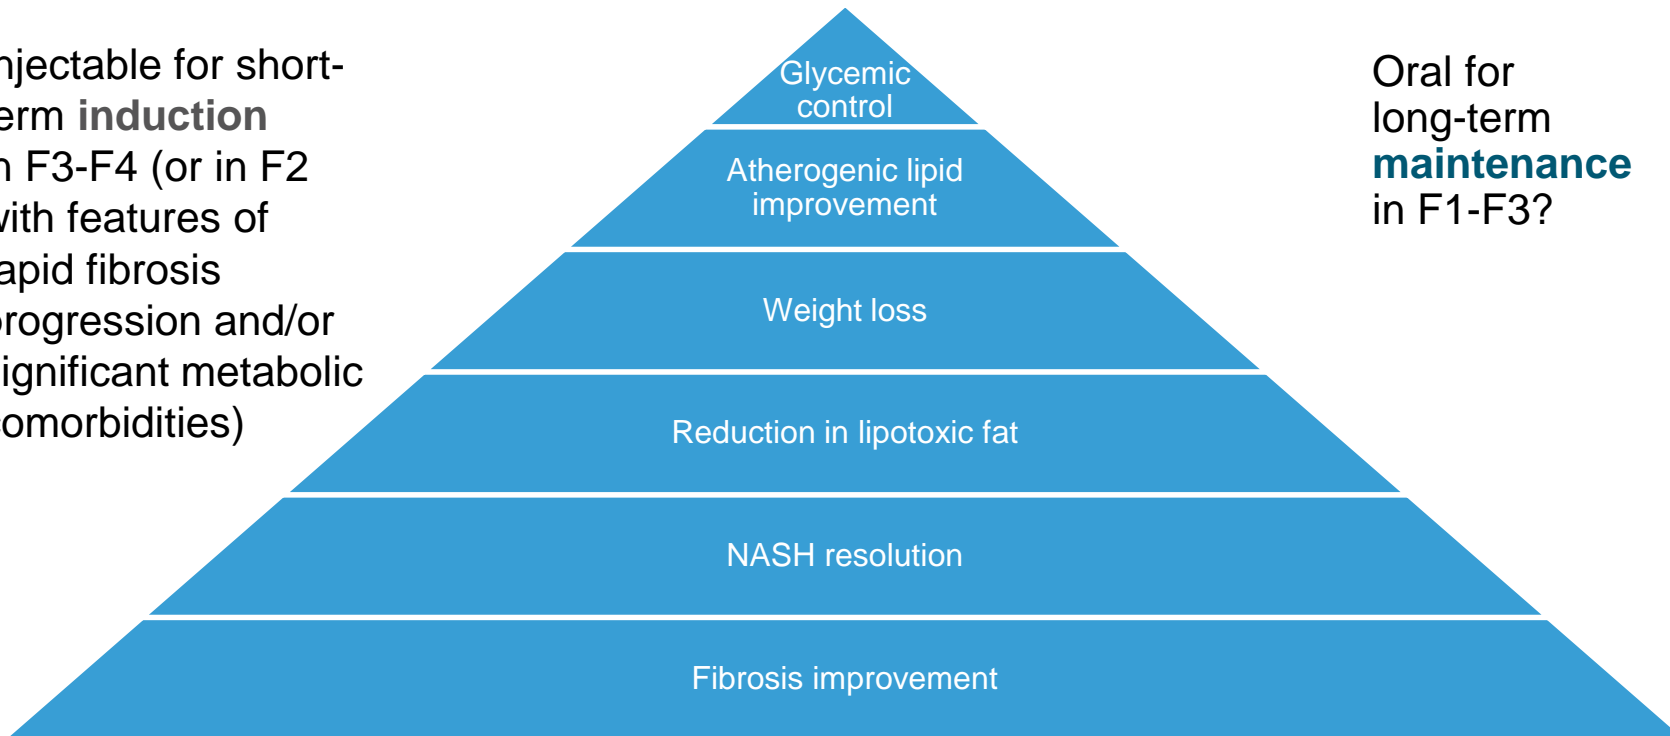 njectable for short-
erm induction
n F3-F4 (or in F2
with features of
apid fibrosis
progression and/or
ignificant metabolic
omorbidities)
Glycemic
control
Atherogenic lipid
improvement
Weight loss
Reduction in lipotoxic fat
NASH resolution
Fibrosis improvement
Oral for
long-term
maintenance
in F1-F3?